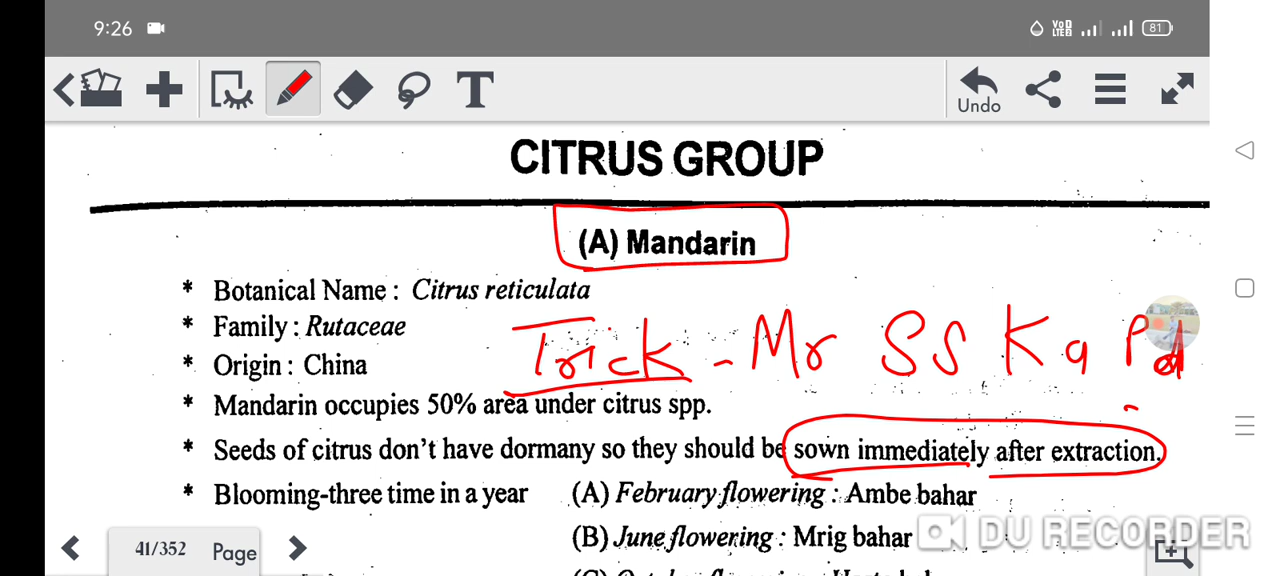 9:26 VoD LTEB 81
Undo
CITRUS GROUP
(A) Mandarin
* Botanical Name : Citrus reticulata
* Family : Rutaceae
* Origin : China
Trick - Mr SS Ka
* Mandarin occupies 50% area under citrus spp.
* Seeds of citrus don't have dormany so they should be sown immediately after extraction.
* Blooming-three time in a year (A) February flowering : Ambe bahar
(B) June flowering : Mrig bahar
41/352 Page
DU RECORDER